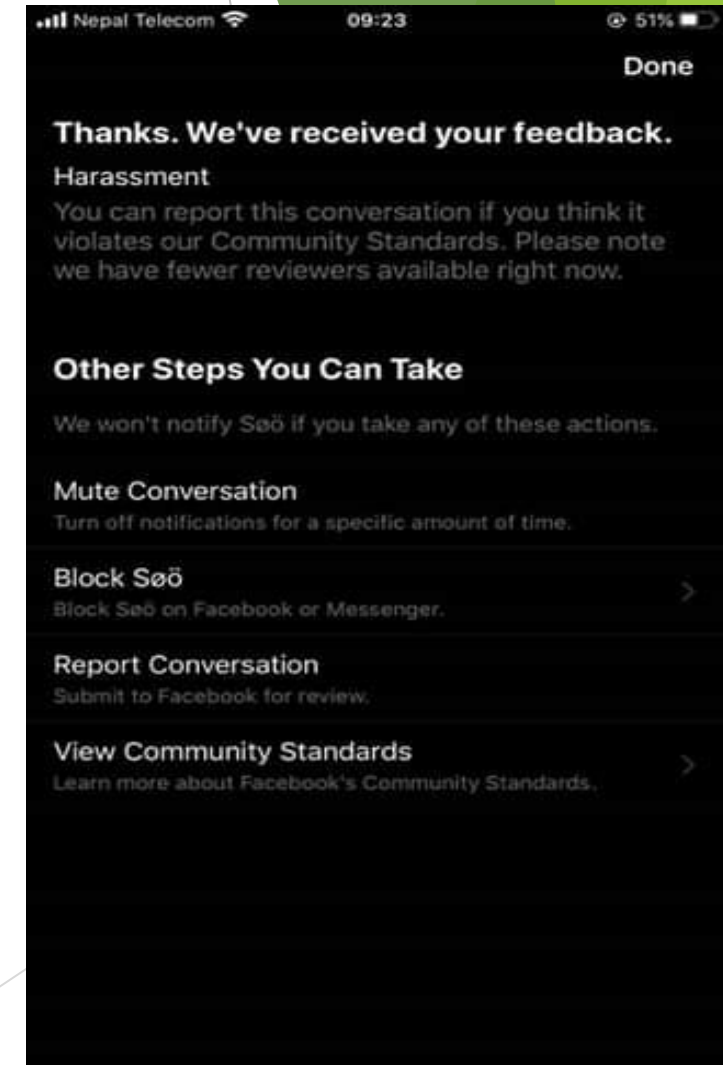 Nepal Telecom 09:23 51%
Done
Thanks. We've received your feedback.
Harassment
You can report this conversation if you think it
violates our Community Standards. Please note
we have fewer reviewers available right now.
Other Steps You Can Take
We won't notify Søö if you take any of these actions.
Mute Conversation
Turn off notifications for a specific amount of time.
Block Søö
Block Søö on Facebook or Messenger.
Report Conversation
Submit to Facebook for review.
View Community Standards
Learn more about Facebook's Community Standards.